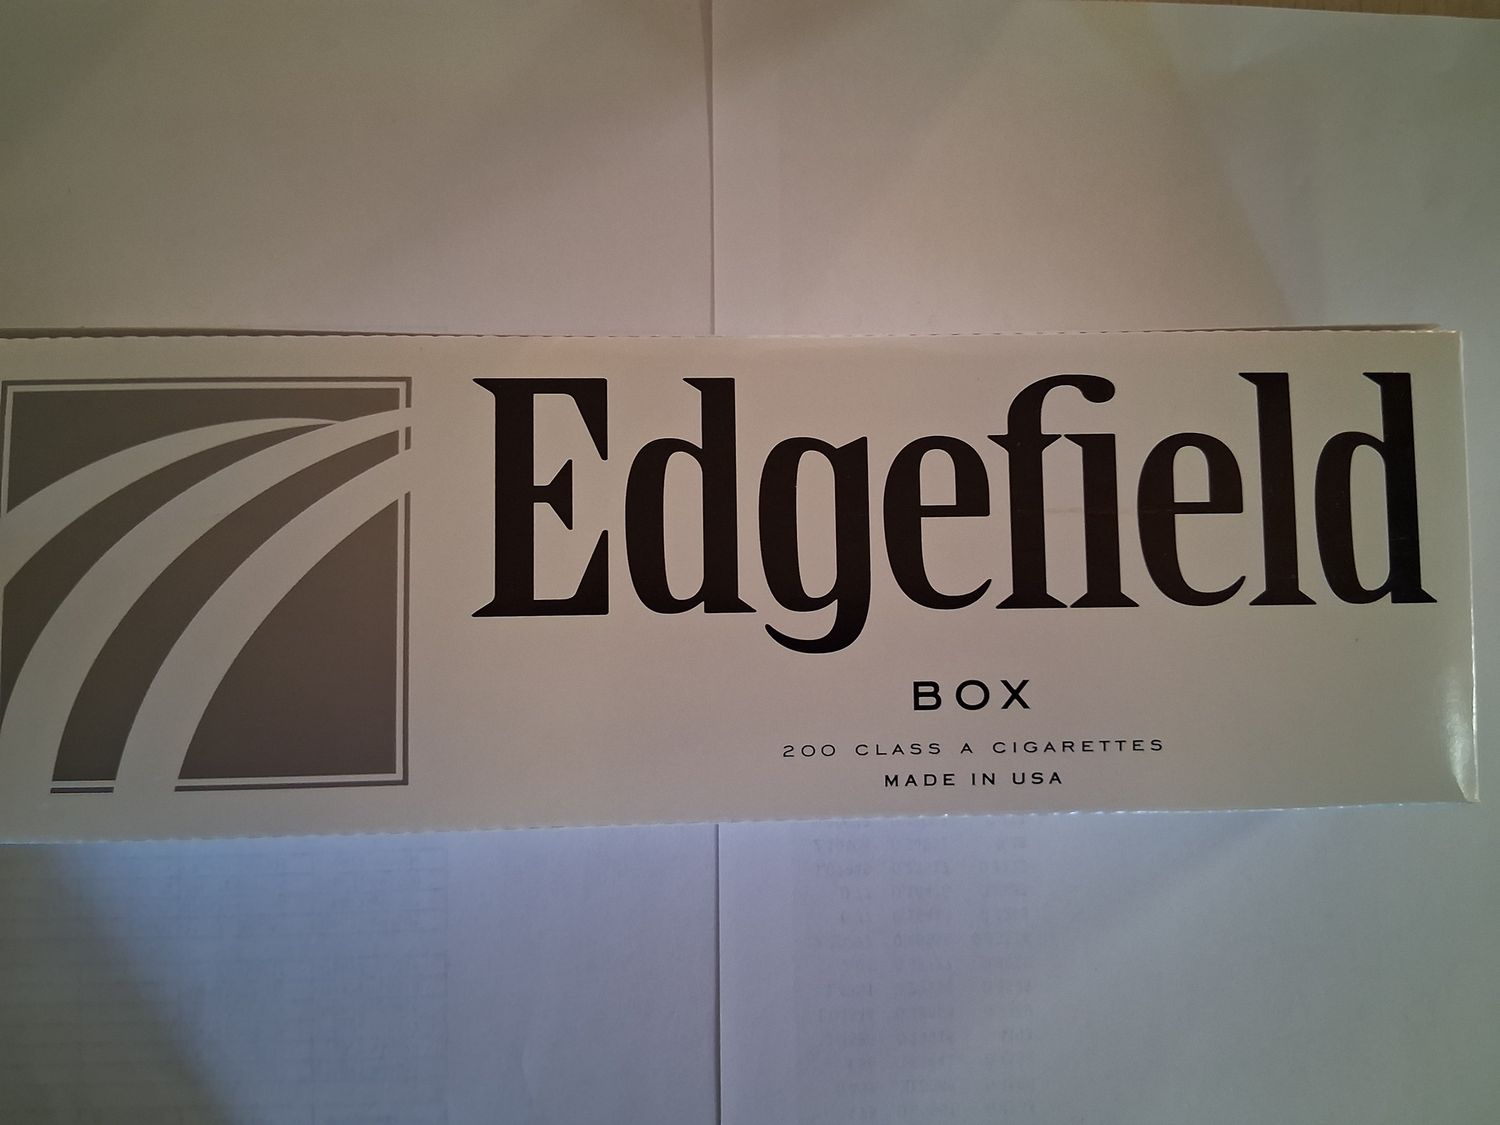 Edgefield
BOX
200 CLASS A CIGARETTES
MADE IN USA